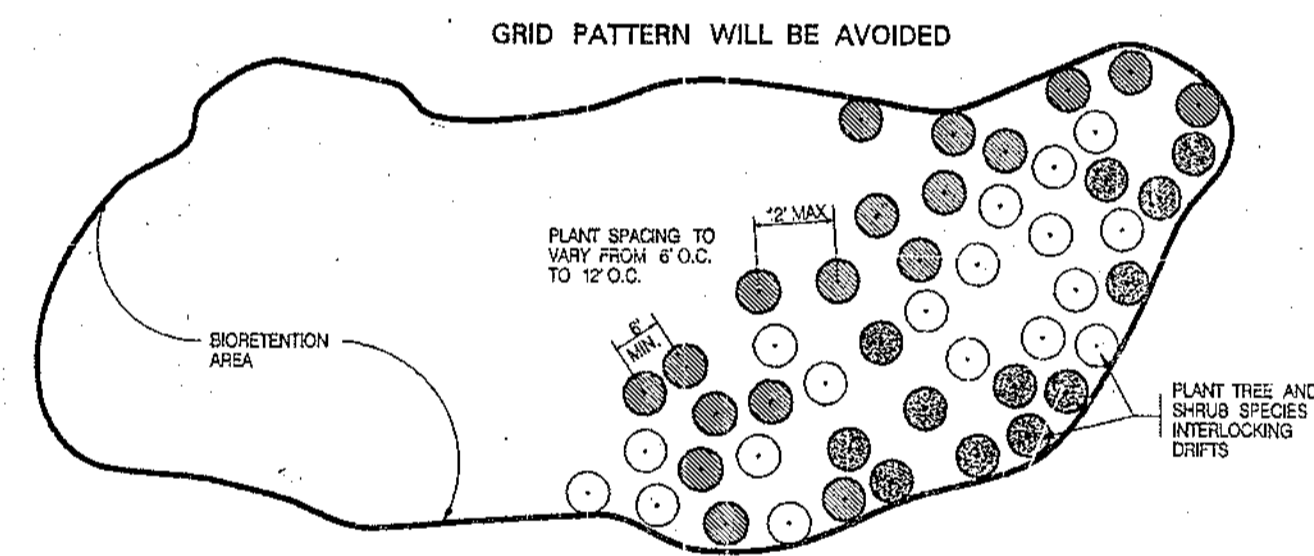 GRID PATTERN WILL BE AVOIDED
PLANT SPACING TO
VARY FROM 6' O.C.
TO 12' O.C.
12' MAX
6'
MIN.
BIORETENTION
AREA
PLANT TREE AND
SHRUB SPECIES
INTERLOCKING
DRIFTS